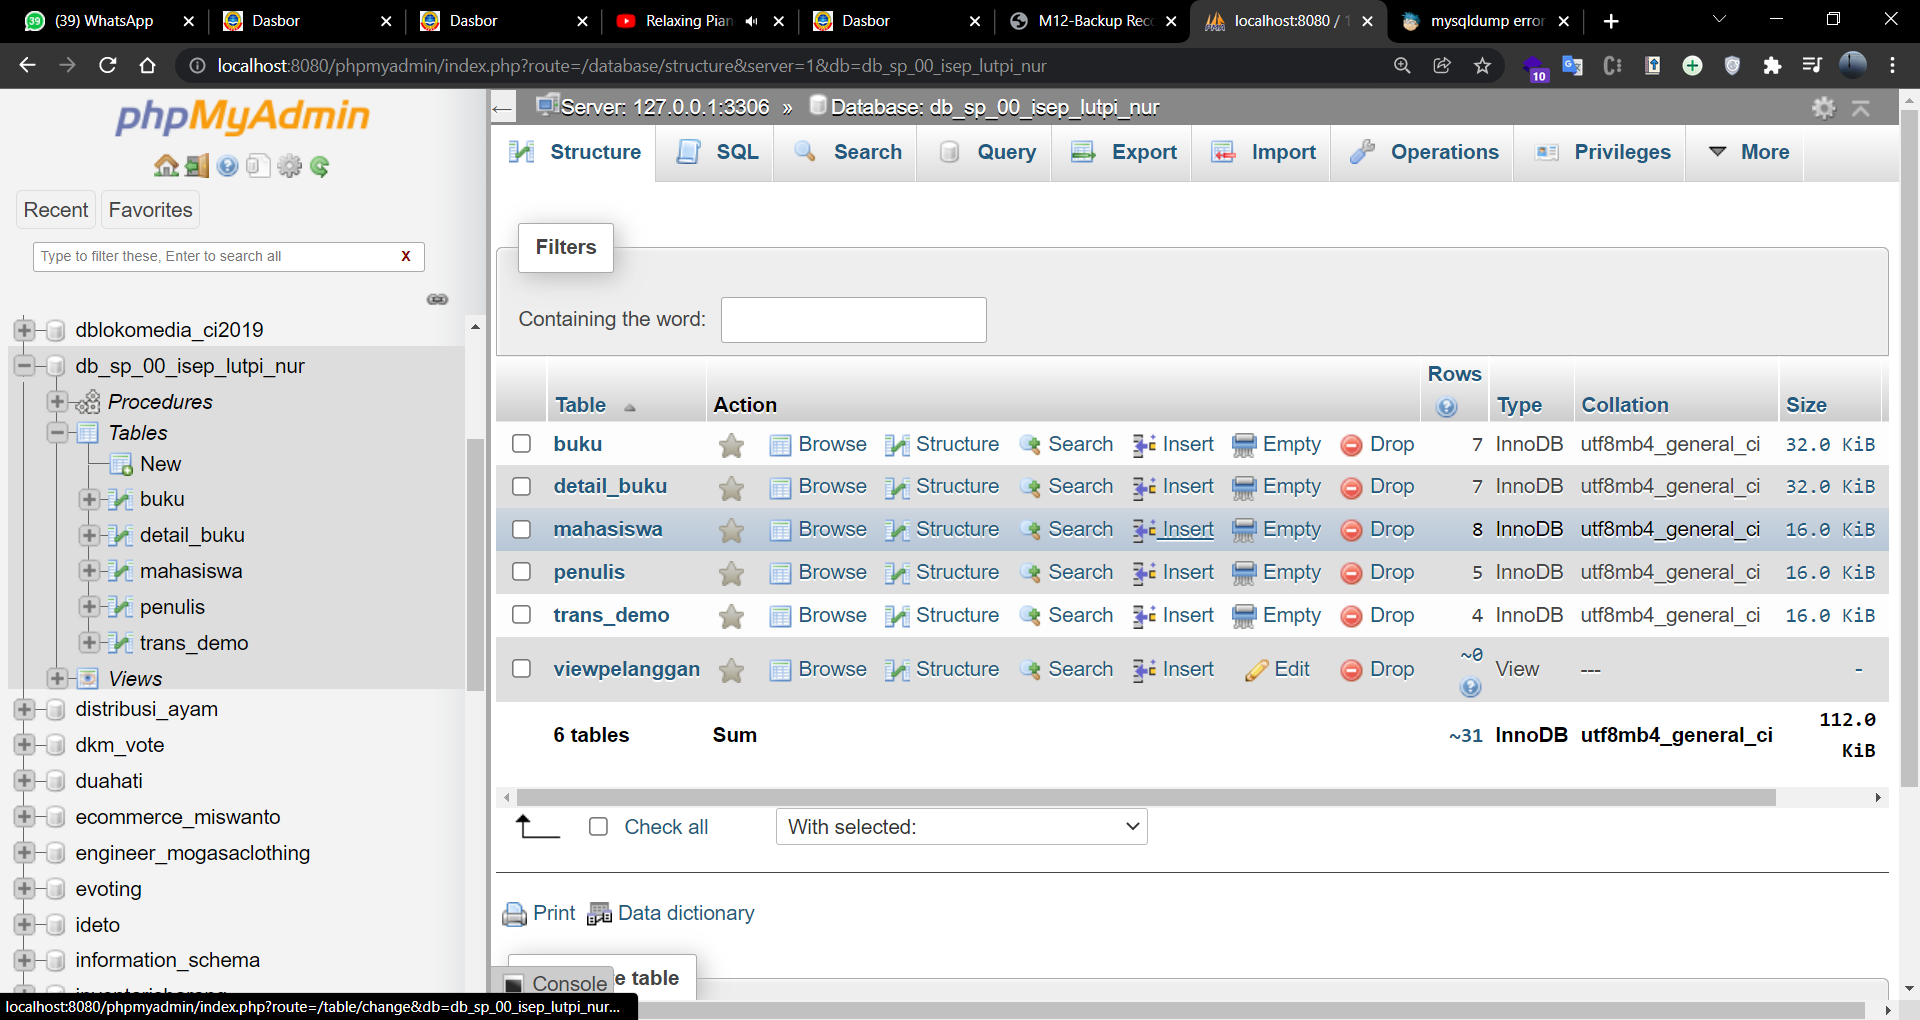 (39) WhatsApp
Dasbor
Dasbor
Relaxing Pian
Dasbor
M12-Backup Reco
localhost:8080 / 1
mysqldump error
localhost:8080/phpmyadmin/index.php?route=/database/structure&server=1&db=db_sp_00_isep_lutpi_nur
10
phpMyAdmin
Recent Favorites
Type to filter these, Enter to search all X
dblokomedia_ci2019
db_sp_00_isep_lutpi_nur
Procedures
Tables
New
buku
detail_buku
mahasiswa
penulis
trans_demo
Views
distribusi_ayam
dkm_vote
duahati
ecommerce_miswanto
engineer_mogasaclothing
evoting
ideto
information_schema
localhost:8080/phpmyadmin/index.php?route=/table/change&db=db_sp_00_isep_lutpi_nur...
Server: 127.0.0.1:3306 » Database: db_sp_00_isep_lutpi_nur
Structure SQL Search Query Export Import Operations Privileges More
Filters
Containing the word:
Table Action Rows Type Collation Size
buku Browse Structure Search Insert Empty Drop 7 InnoDB utf8mb4_general_ci 32.0 KiB
detail_buku Browse Structure Search Insert Empty Drop 7 InnoDB utf8mb4_general_ci 32.0 KiB
mahasiswa Browse Structure Search Insert Empty Drop 8 InnoDB utf8mb4_general_ci 16.0 KiB
penulis Browse Structure Search Insert Empty Drop 5 InnoDB utf8mb4_general_ci 16.0 KiB
trans_demo Browse Structure Search Insert Empty Drop 4 InnoDB utf8mb4_general_ci 16.0 KiB
viewpelanggan Browse Structure Search Insert Edit Drop ~0 View --- -
6 tables Sum ~31 InnoDB utf8mb4_general_ci 112.0 KiB
Check all With selected:
Print Data dictionary
Console
e table